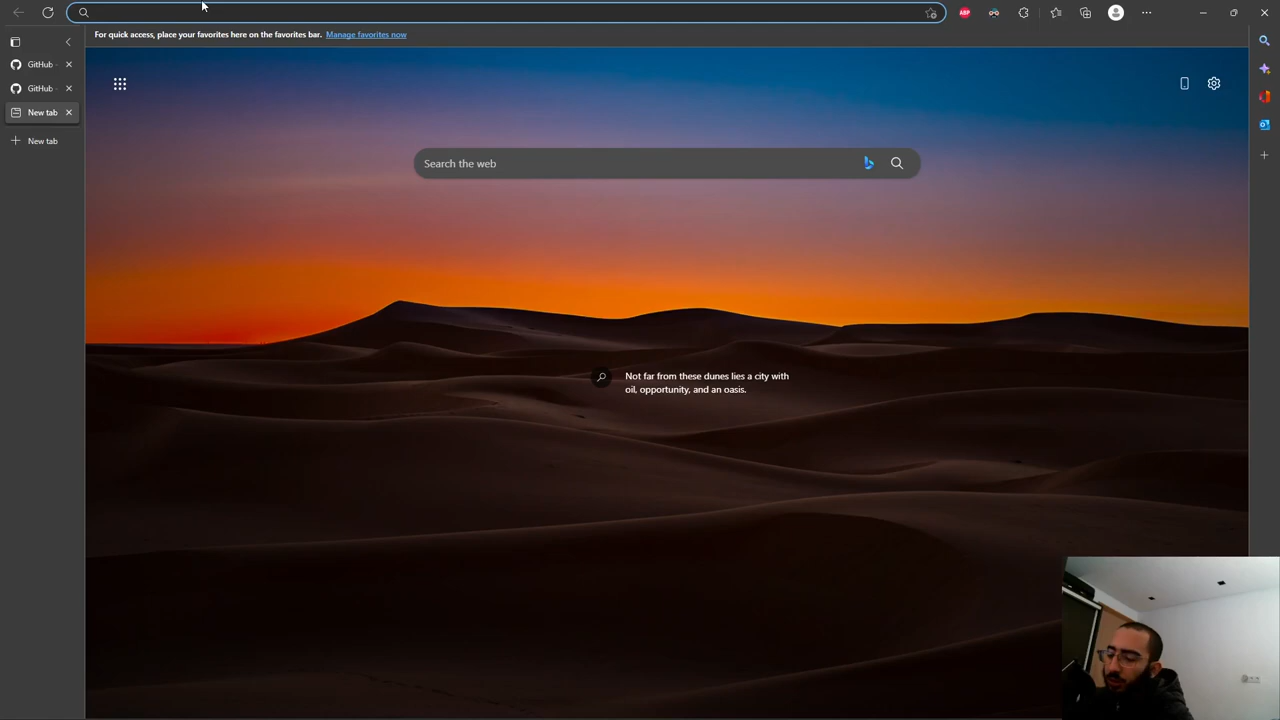 For quick access, place your favorites here on the favorites bar. Manage favorites now
ABP
GitHub
GitHub
New tab
New tab
Search the web
Not far from these dunes lies a city with
oil, opportunity, and an oasis.